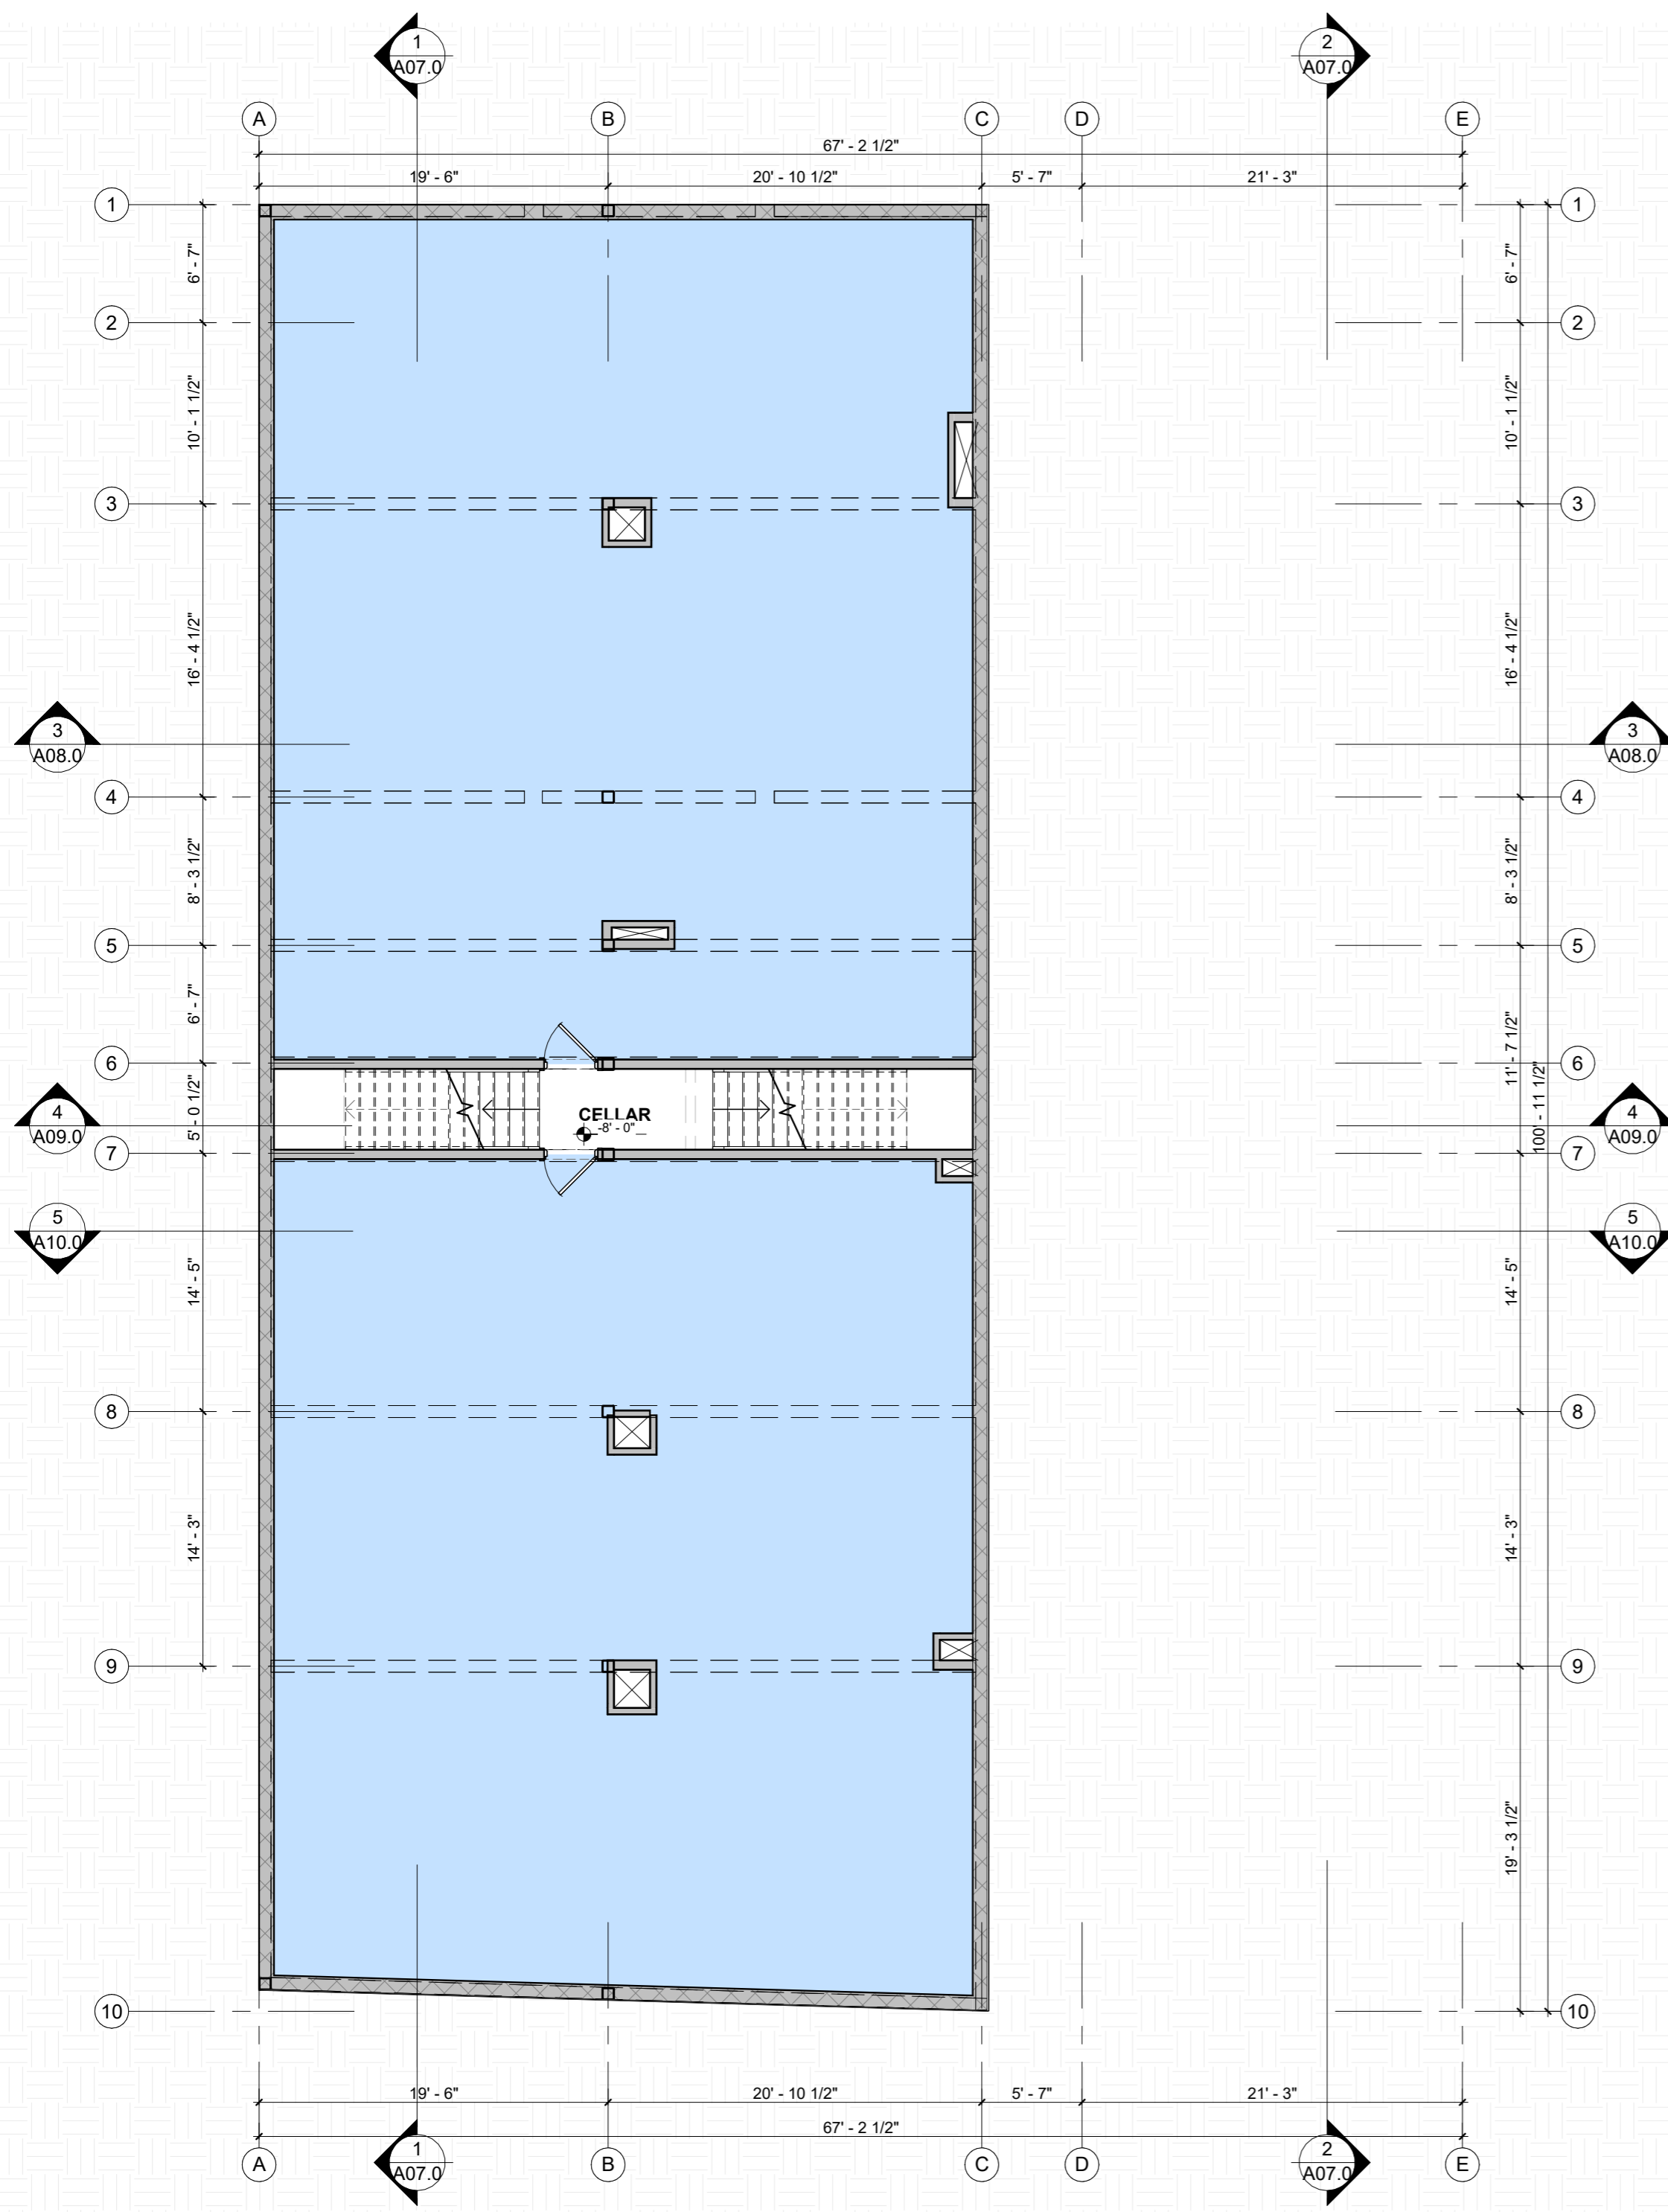 1
A07.0
2
A07.0
A
B
C
D
E
67' - 2 1/2"
19' - 6"
20' - 10 1/2"
5' - 7"
21' - 3"
1
1
6' - 7"
6' - 7"
2
2
10' - 1 1/2"
10' - 1 1/2"
3
3
16' - 4 1/2"
16' - 4 1/2"
3
A08.0
3
A08.0
4
4
8' - 3 1/2"
8' - 3 1/2"
5
5
6' - 7"
11' - 7 1/2"
6
6
5' - 0 1/2"
100' - 11 1/2"
4
A09.0
CELLAR
-8' - 0"
4
A09.0
7
7
5
A10.0
5
A10.0
14' - 5"
14' - 5"
8
8
14' - 3"
14' - 3"
9
9
19' - 3 1/2"
10
10
19' - 6"
20' - 10 1/2"
5' - 7"
21' - 3"
67' - 2 1/2"
A
1
A07.0
B
C
D
2
A07.0
E